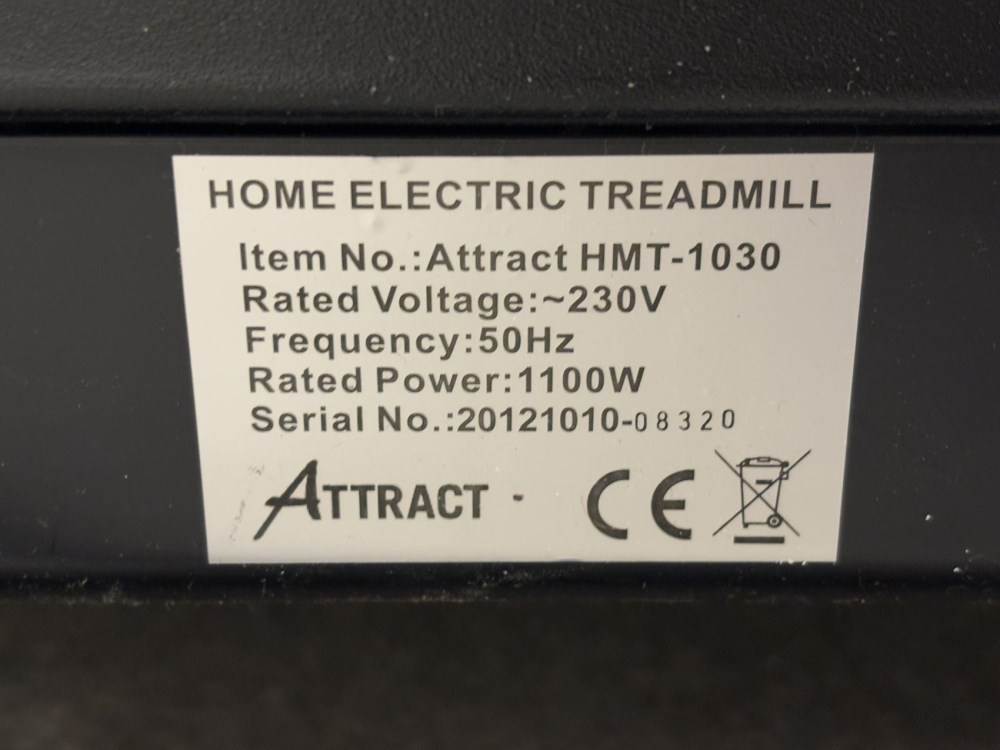 HOME ELECTRIC TREADMILL
Item No.:Attract HMT-1030
Rated Voltage:~230V
Frequency:50Hz
Rated Power:1100W
Serial No.:20121010-08320
ATTRACT CE